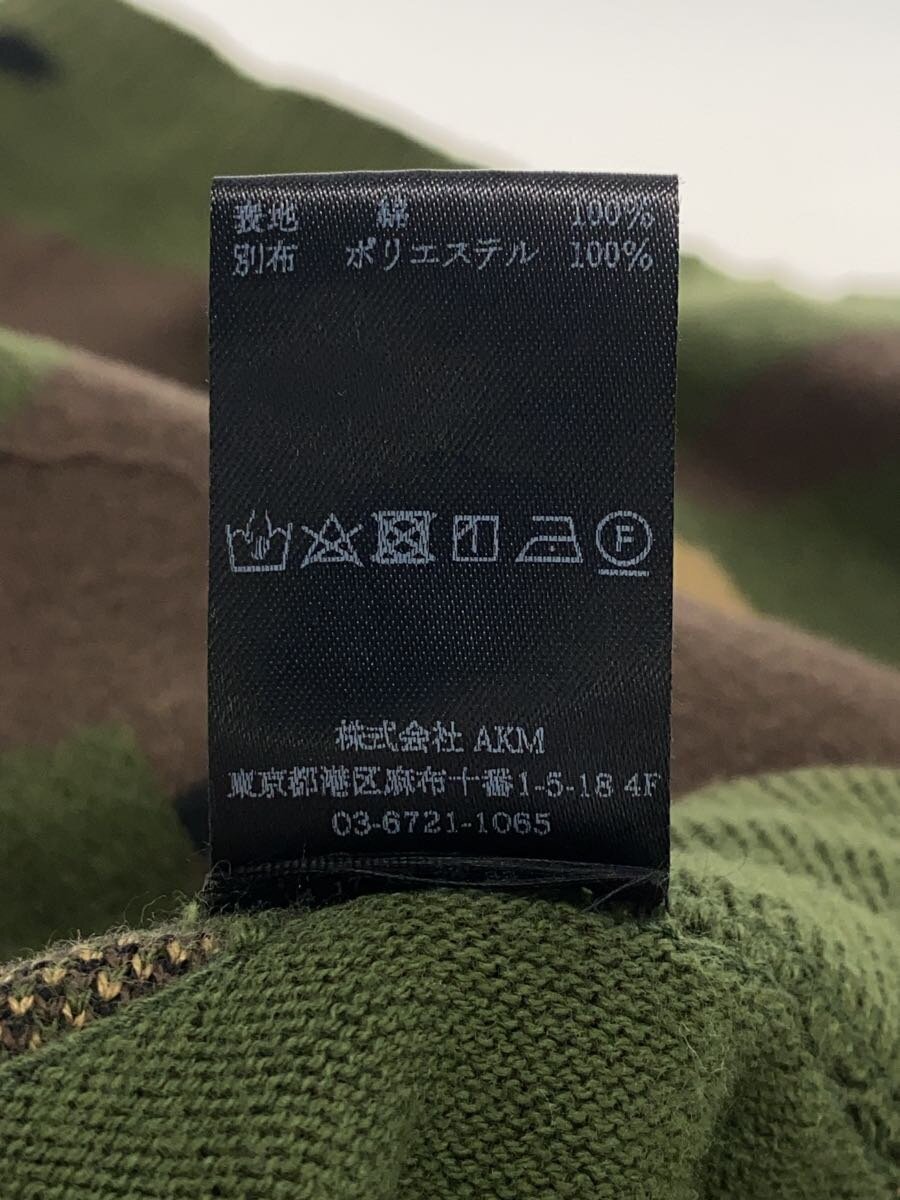 表地 綿 100%
別布 ポリエステル 100%
F
株式会社 AKM
東京都港区麻布十番1-5-18 4F
03-6721-1065